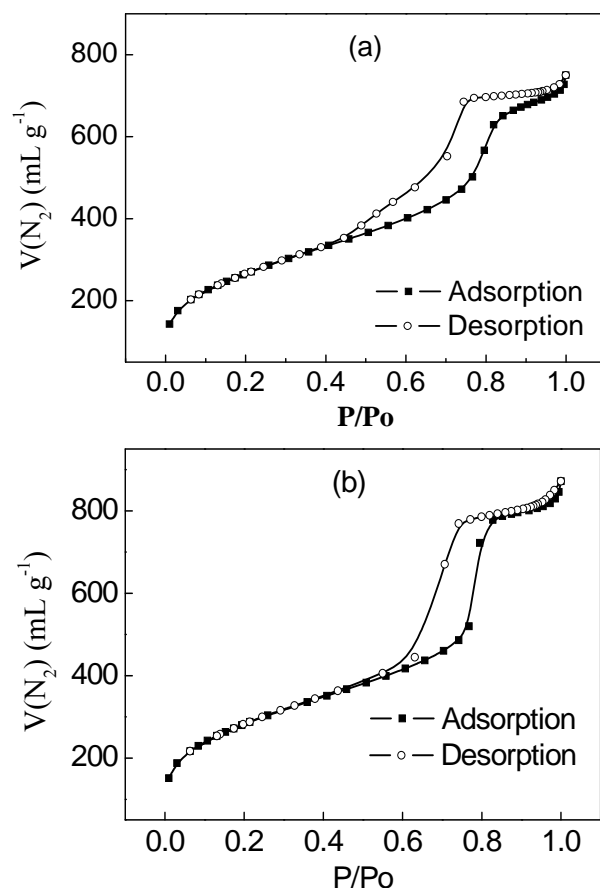 (a)
800
600
400
200
V(N₂) (mL g⁻¹)
Adsorption
Desorption
0.0 0.2 0.4 0.6 0.8 1.0
P/Po
(b)
800
600
400
200
V(N₂) (mL g⁻¹)
Adsorption
Desorption
0.0 0.2 0.4 0.6 0.8 1.0
P/Po